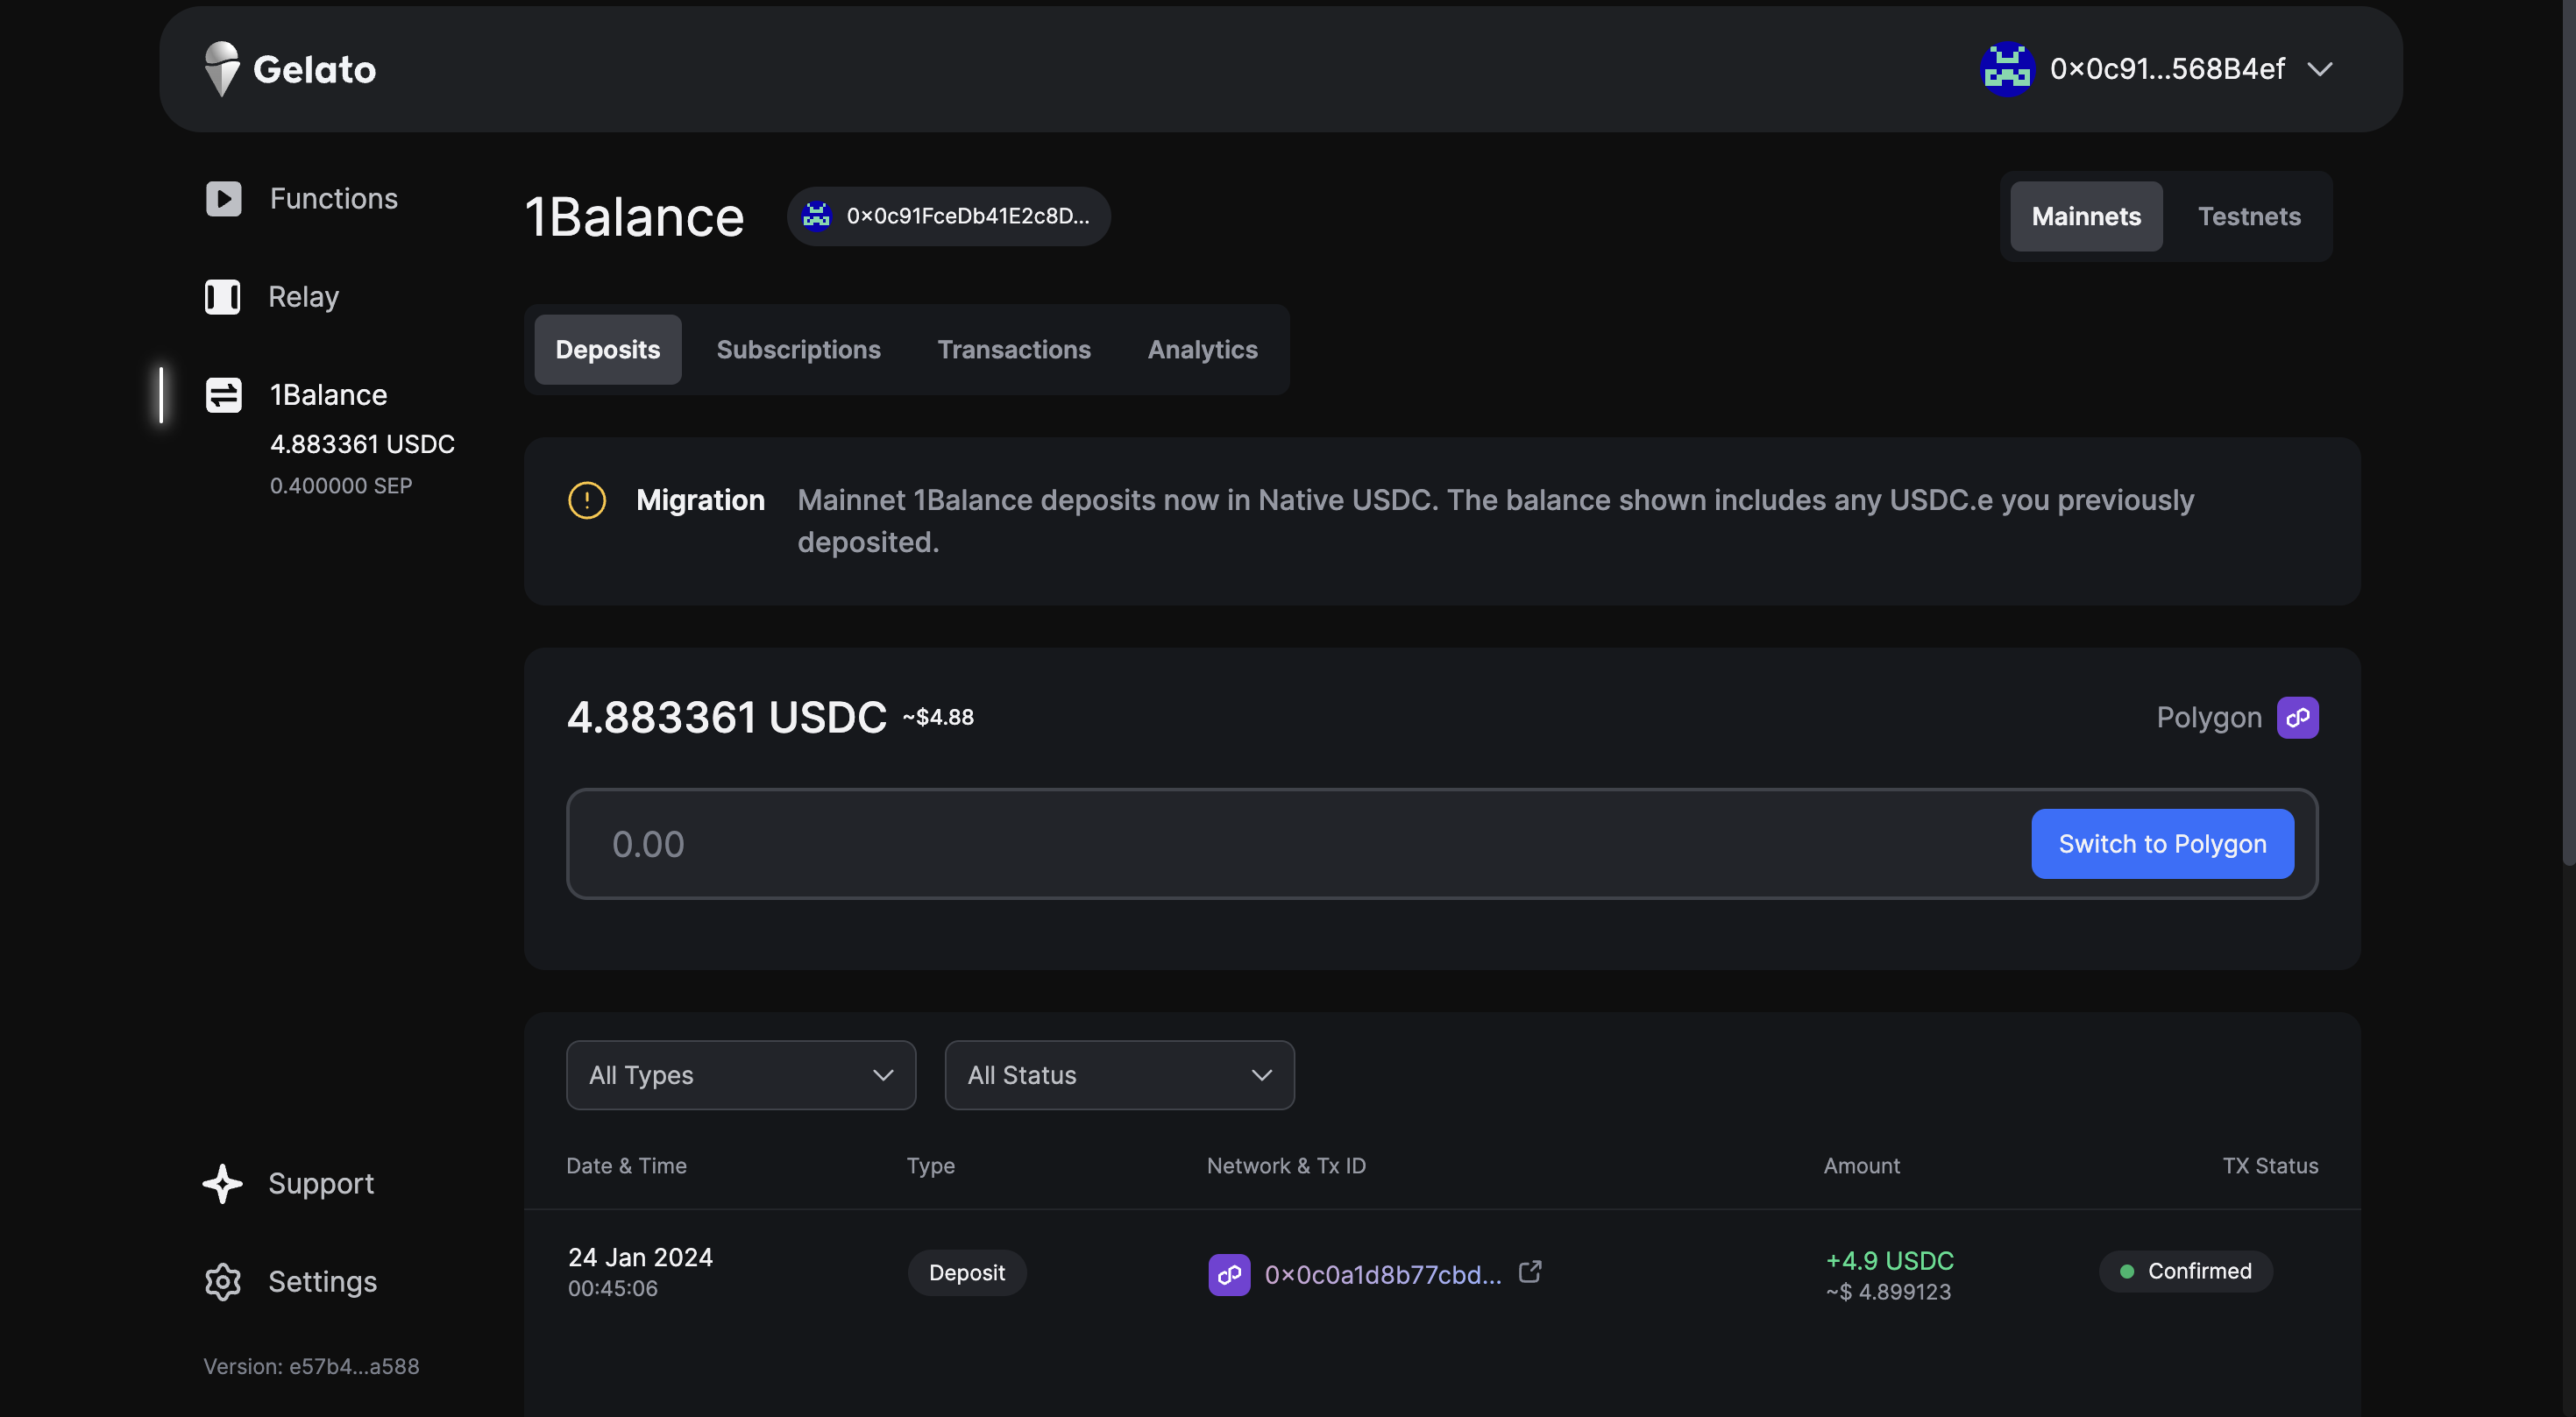 Gelato
0x0c91...568B4ef
Functions
Relay
1Balance
4.883361 USDC
0.400000 SEP
Support
Settings
Version: e57b4...a588
1Balance
0x0c91FceDb41E2c8D...
Mainnets
Testnets
Deposits
Subscriptions
Transactions
Analytics
Migration
Mainnet 1Balance deposits now in Native USDC. The balance shown includes any USDC.e you previously
deposited.
4.883361 USDC ~$4.88
Polygon
0.00
Switch to Polygon
All Types
All Status
Date & Time
Type
Network & Tx ID
Amount
TX Status
24 Jan 2024
00:45:06
Deposit
0x0c0a1d8b77cbd...
+4.9 USDC
~$ 4.899123
Confirmed